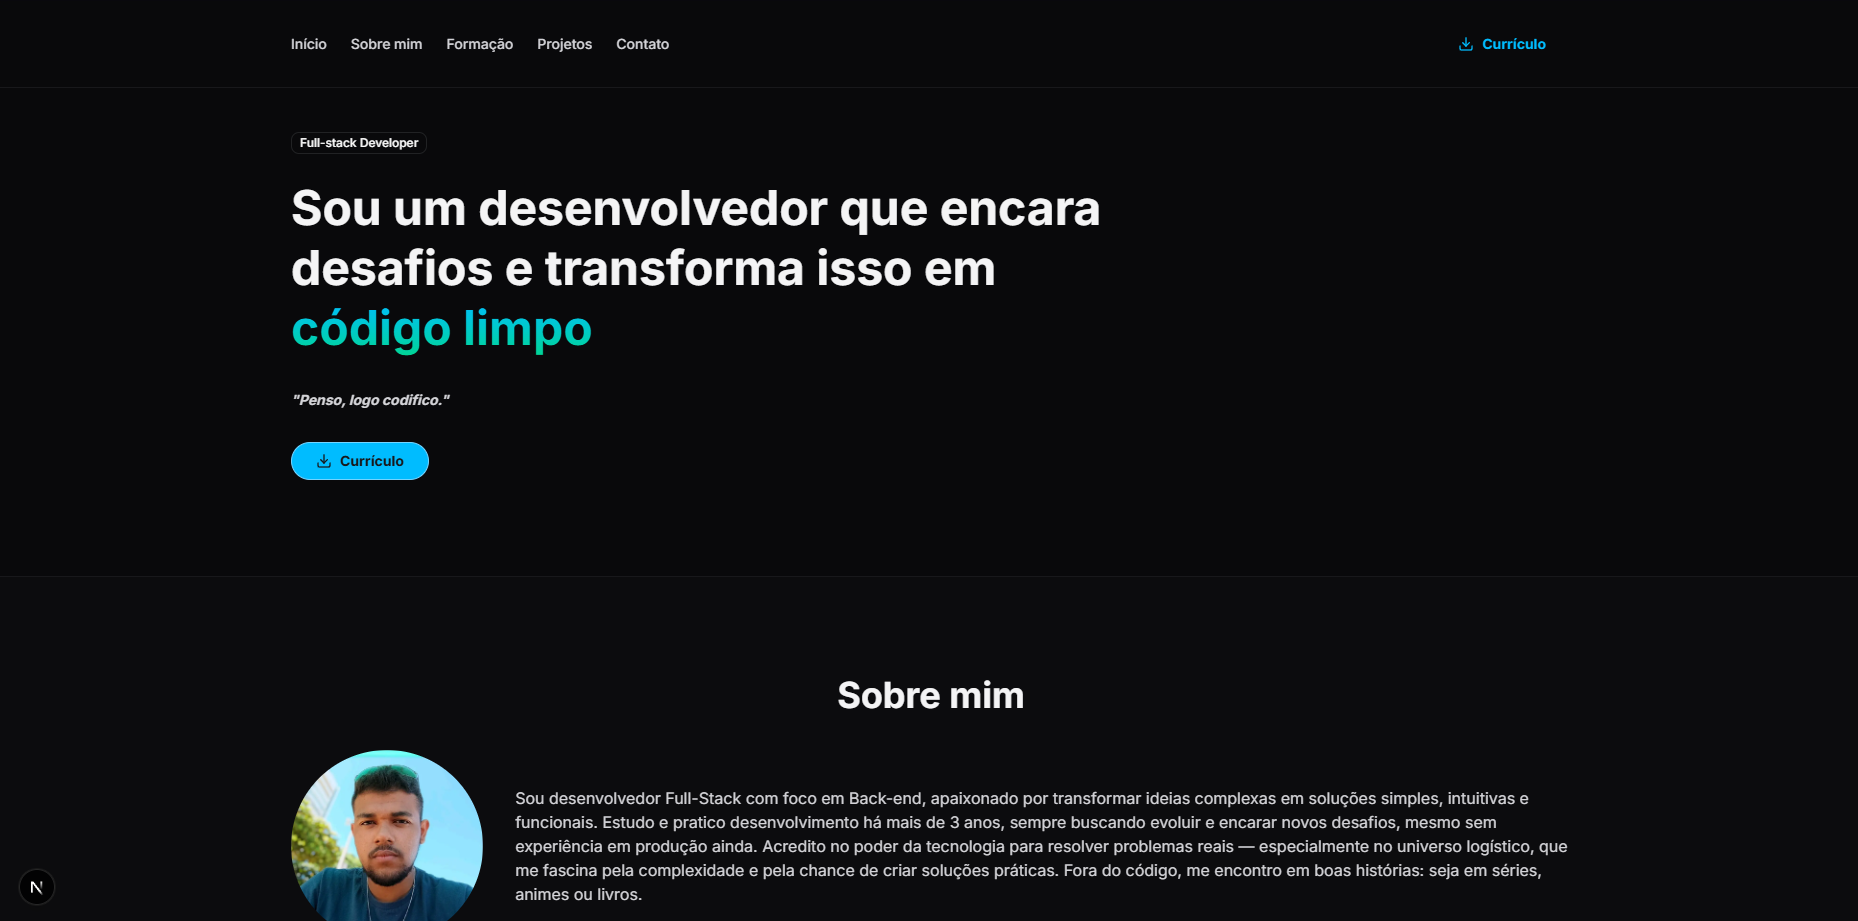 Início Sobre mim Formação Projetos Contato Currículo
Full-stack Developer
Sou um desenvolvedor que encara
desafios e transforma isso em
código limpo
"Penso, logo codifico."
Currículo
Sobre mim
Sou desenvolvedor Full-Stack com foco em Back-end, apaixonado por transformar ideias complexas em soluções simples, intuitivas e
funcionais. Estudo e pratico desenvolvimento há mais de 3 anos, sempre buscando evoluir e encarar novos desafios, mesmo sem
experiência em produção ainda. Acredito no poder da tecnologia para resolver problemas reais — especialmente no universo logístico, que
me fascina pela complexidade e pela chance de criar soluções práticas. Fora do código, me encontro em boas histórias: seja em séries,
animes ou livros.
N